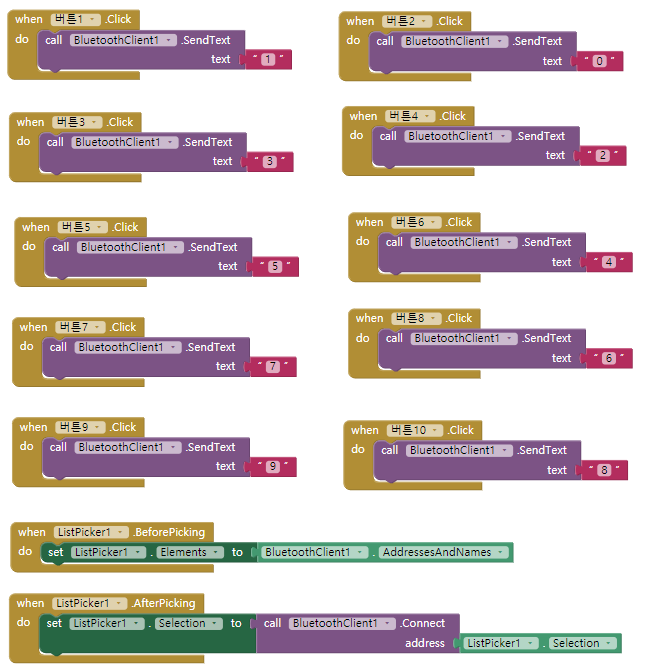 when 버튼1 .Click
do call BluetoothClient1 .SendText
text " 1 "
when 버튼2 .Click
do call BluetoothClient1 .SendText
text " 0 "
when 버튼3 .Click
do call BluetoothClient1 .SendText
text " 3 "
when 버튼4 .Click
do call BluetoothClient1 .SendText
text " 2 "
when 버튼5 .Click
do call BluetoothClient1 .SendText
text " 5 "
when 버튼6 .Click
do call BluetoothClient1 .SendText
text " 4 "
when 버튼7 .Click
do call BluetoothClient1 .SendText
text " 7 "
when 버튼8 .Click
do call BluetoothClient1 .SendText
text " 6 "
when 버튼9 .Click
do call BluetoothClient1 .SendText
text " 9 "
when 버튼10 .Click
do call BluetoothClient1 .SendText
text " 8 "
when ListPicker1 .BeforePicking
do set ListPicker1 . Elements to BluetoothClient1 . AddressesAndNames
when ListPicker1 .AfterPicking
do set ListPicker1 . Selection to call BluetoothClient1 .Connect
address ListPicker1 . Selection